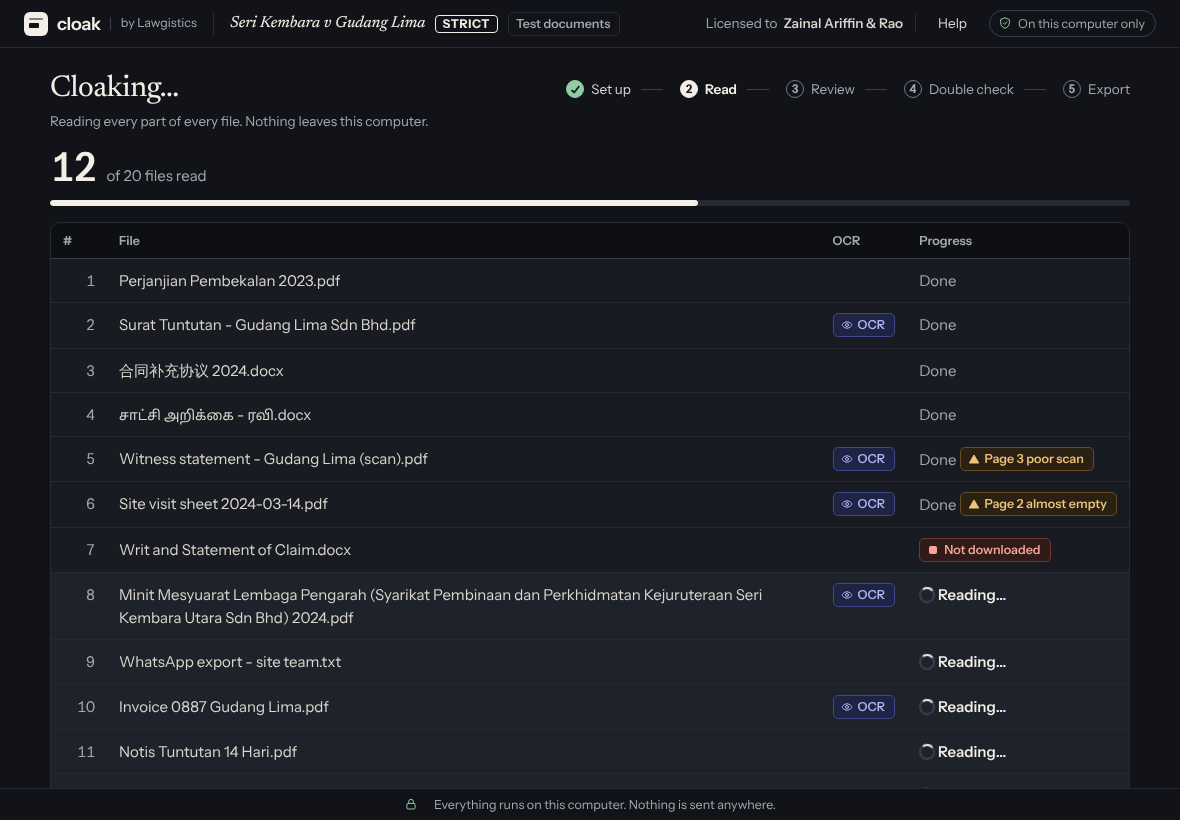 cloak by Lawgistics Seri Kembara v Gudang Lima STRICT Test documents Licensed to Zainal Ariffin & Rao Help On this computer only
Cloaking...
Set up 2 Read 3 Review 4 Double check 5 Export
Reading every part of every file. Nothing leaves this computer.
12 of 20 files read
# File OCR Progress
1 Perjanjian Pembekalan 2023.pdf Done
2 Surat Tuntutan - Gudang Lima Sdn Bhd.pdf OCR Done
3 合同补充协议 2024.docx Done
4 சாட்சி அறிக்கை - ரவி.docx Done
5 Witness statement - Gudang Lima (scan).pdf OCR Done Page 3 poor scan
6 Site visit sheet 2024-03-14.pdf OCR Done Page 2 almost empty
7 Writ and Statement of Claim.docx Not downloaded
8 Minit Mesyuarat Lembaga Pengarah (Syarikat Pembinaan dan Perkhidmatan Kejuruteraan Seri OCR Reading...
Kembara Utara Sdn Bhd) 2024.pdf
9 WhatsApp export - site team.txt Reading...
10 Invoice 0887 Gudang Lima.pdf OCR Reading...
11 Notis Tuntutan 14 Hari.pdf Reading...
Everything runs on this computer. Nothing is sent anywhere.